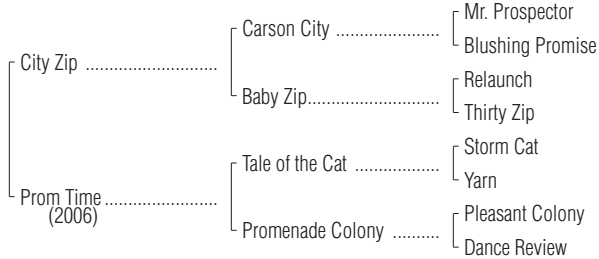 Mr. Prospector
Carson City ......................
Blushing Promise
City Zip ............................
Relaunch
Baby Zip............................
Thirty Zip
Storm Cat
Tale of the Cat ..................
Yarn
Prom Time ........................
(2006)
Pleasant Colony
Promenade Colony ..........
Dance Review